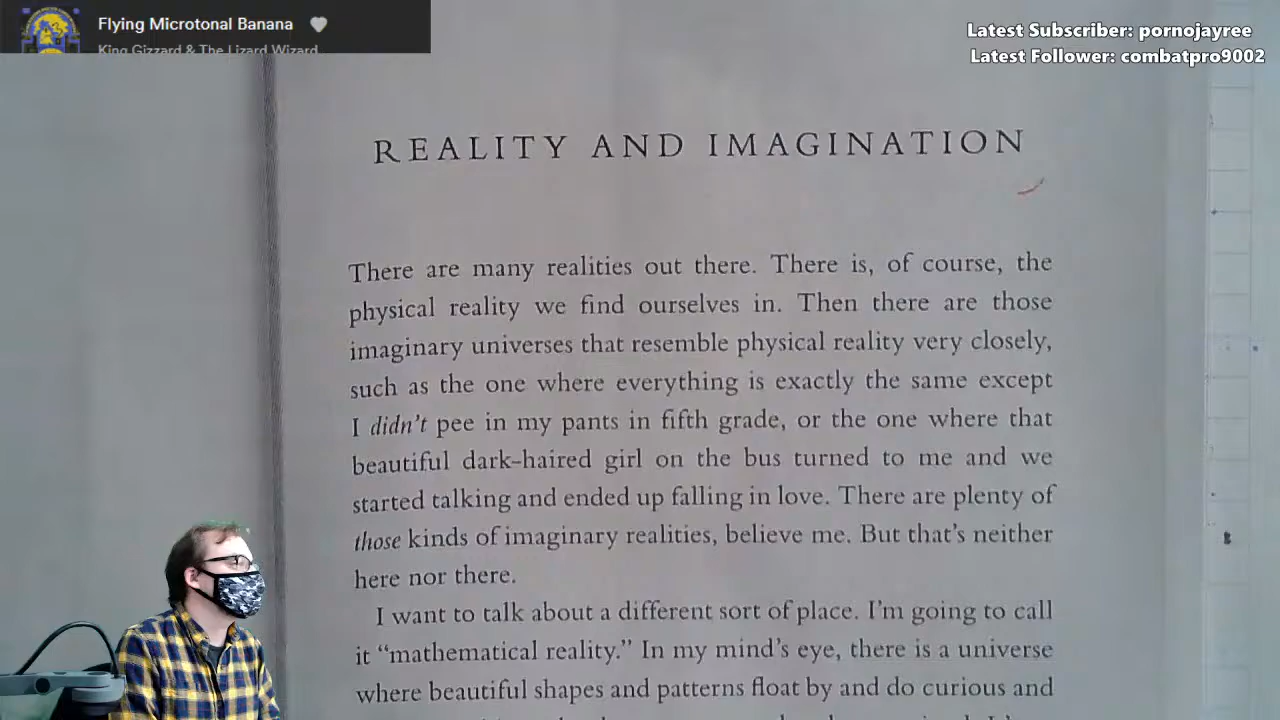 Flying Microtonal Banana
King Gizzard & The Lizard Wizard
Latest Subscriber: pornojayree
Latest Follower: combatpro9002
REALITY AND IMAGINATION
There are many realities out there. There is, of course, the
physical reality we find ourselves in. Then there are those
imaginary universes that resemble physical reality very closely,
such as the one where everything is exactly the same except
I didn't pee in my pants in fifth grade, or the one where that
beautiful dark-haired girl on the bus turned to me and we
started talking and ended up falling in love. There are plenty of
those kinds of imaginary realities, believe me. But that's neither
here nor there.
I want to talk about a different sort of place. I'm going to call
it “mathematical reality.” In my mind's eye, there is a universe
where beautiful shapes and patterns float by and do curious and